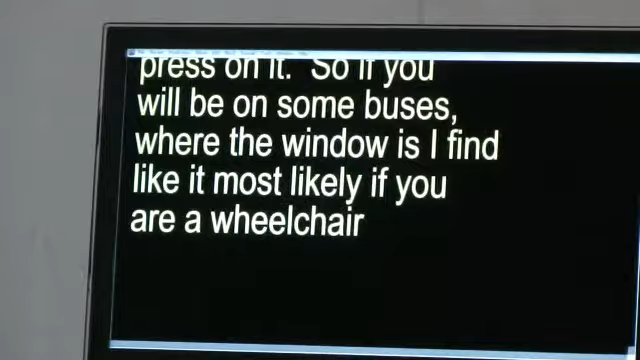 press on it.  So if you
will be on some buses,
where the window is I find
like it most likely if you
are a wheelchair